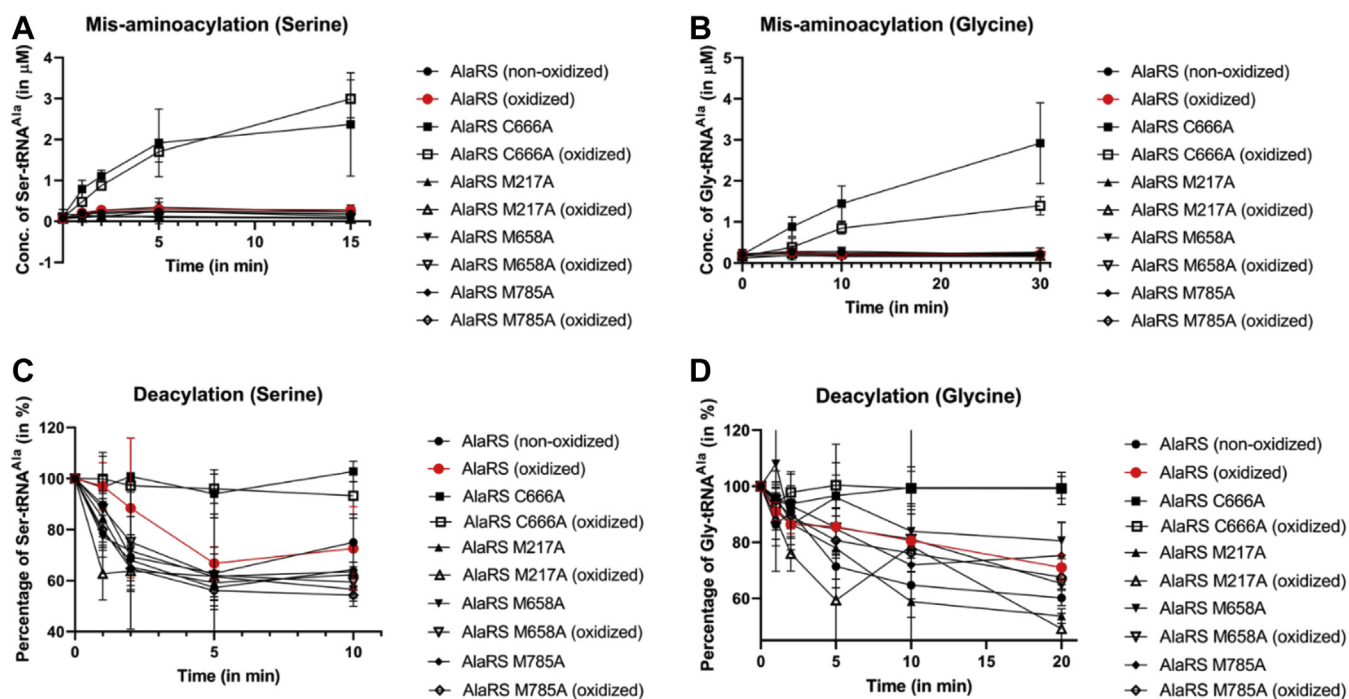 A
Mis-aminoacylation (Serine)
Conc. of Ser-tRNA^Ala (in μM)
4
3
2
1
0
-1
5
10
15
Time (in min)
AlaRS (non-oxidized)
AlaRS (oxidized)
AlaRS C666A
AlaRS C666A (oxidized)
AlaRS M217A
AlaRS M217A (oxidized)
AlaRS M658A
AlaRS M658A (oxidized)
AlaRS M785A
AlaRS M785A (oxidized)
B
Mis-aminoacylation (Glycine)
Conc. of Gly-tRNA^Ala (in μM)
5
4
3
2
1
0
0
10
20
30
Time (in min)
AlaRS (non-oxidized)
AlaRS (oxidized)
AlaRS C666A
AlaRS C666A (oxidized)
AlaRS M217A
AlaRS M217A (oxidized)
AlaRS M658A
AlaRS M658A (oxidized)
AlaRS M785A
AlaRS M785A (oxidized)
C
Deacylation (Serine)
Percentage of Ser-tRNA^Ala (in %)
120
100
80
60
40
0
5
10
Time (in min)
AlaRS (non-oxidized)
AlaRS (oxidized)
AlaRS C666A
AlaRS C666A (oxidized)
AlaRS M217A
AlaRS M217A (oxidized)
AlaRS M658A
AlaRS M658A (oxidized)
AlaRS M785A
AlaRS M785A (oxidized)
D
Deacylation (Glycine)
Percentage of Gly-tRNA^Ala (in %)
120
100
80
60
0
5
10
15
20
Time (in min)
AlaRS (non-oxidized)
AlaRS (oxidized)
AlaRS C666A
AlaRS C666A (oxidized)
AlaRS M217A
AlaRS M217A (oxidized)
AlaRS M658A
AlaRS M658A (oxidized)
AlaRS M785A
AlaRS M785A (oxidized)